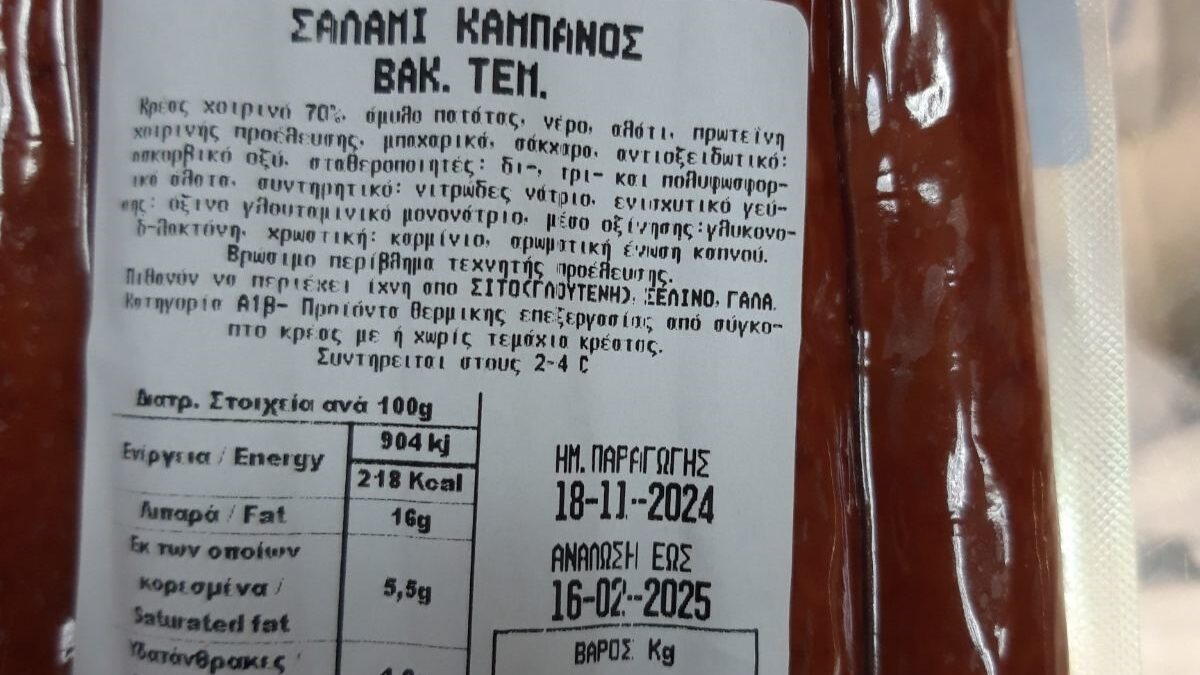 ΣΑΛΑΜΙ ΚΑΜΠΑΝΟΣ
ΒΑΚ. ΤΕΜ.
Κρέας χοιρινό 70%, άμυλο πατάτας, νέρο, αλάτι, πρωτεΐνη
χοιρινής προέλευσης, μπαχαρικά, σάκχαρο, αντιοξειδωτικό:
ασκορβικό οξύ, σταθεροποιητές: δι-, τρι- και πολυφωσφορ-
ικά άλατα, συντηρητικό: νιτρώδες νάτριο, ενισχυτικό γεύ-
σης: όξινο γλουταμινικό μονονάτριο, μέσο οξίνησης:γλυκονο-
δ-λακτόνη, χρωστική: καρμίνιο, αρωματική ένωση καπνού.
Βρώσιμο περίβλημα τεχνητής προέλευσης.
Πιθανόν να περιέχει ίχνη απο ΣΙΤΟ(ΓΛΟΥΤΕΝΗ), ΣΕΛΙΝΟ, ΓΑΛΑ.
Κατηγορία Α1β- Προϊόντα θερμικης επεξεργασίας από σύγκο-
πτο κρέας με ή χωρίς τεμάχια κρέατος.
Συντηρειται στους 2-4 C
Διατρ. Στοιχεία ανά 100g
Ενέργεια / Energy
904 kj
218 Kcal
Λιπαρά / Fat
16g
Εκ των οποίων
κορεσμένα /
Saturated fat
5,5g
Υδατάνθρακες
ΗΜ. ΠΑΡΑΓΩΓΗΣ
18-11-2024
ΑΝΑΛΩΣΗ ΕΩΣ
16-02-2025
ΒΑΡΟΣ Kg